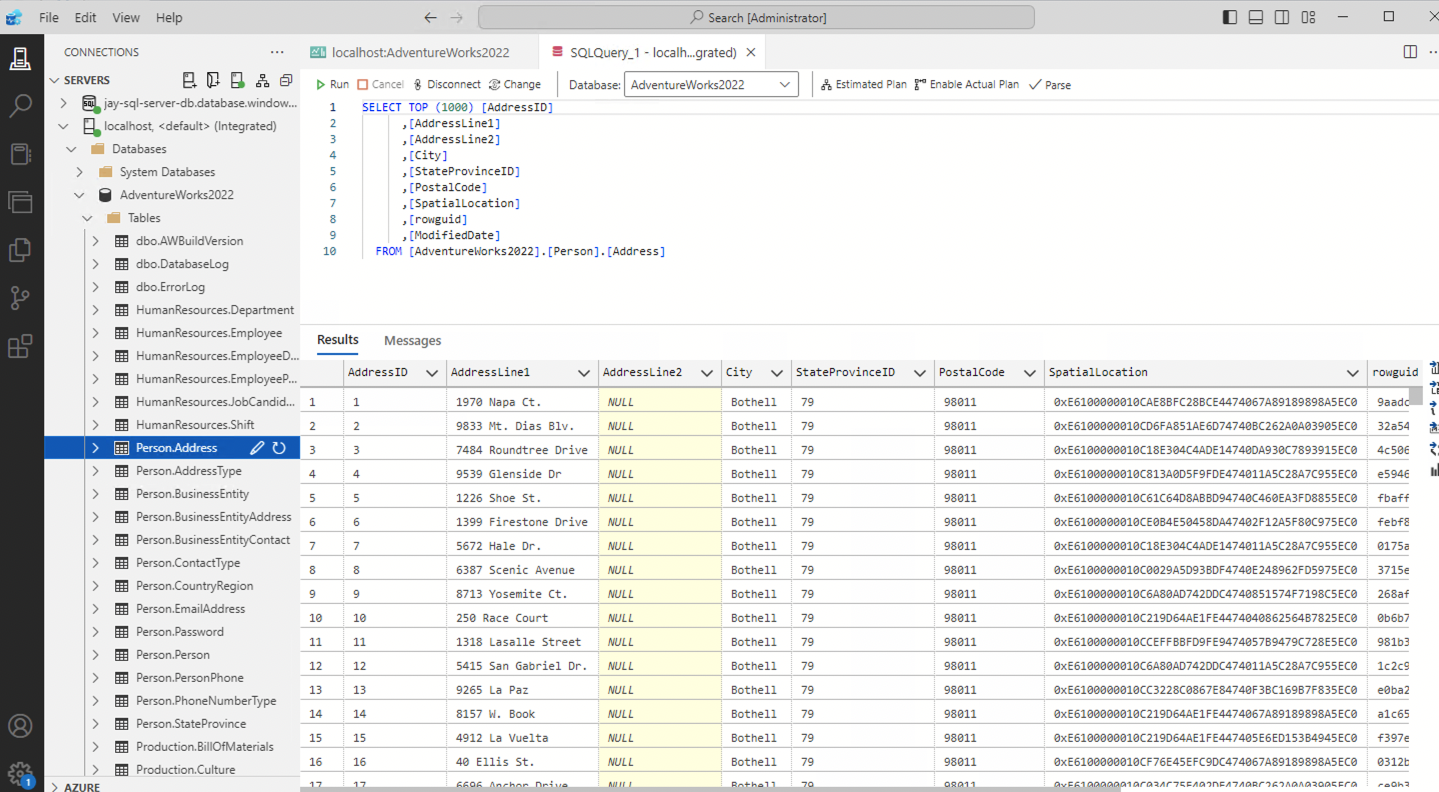 File Edit View Help Search [Administrator]
CONNECTIONS
SERVERS
jay-sql-server-db.database.window...
localhost, <default> (Integrated)
Databases
System Databases
AdventureWorks2022
Tables
dbo.AWBuildVersion
dbo.DatabaseLog
dbo.ErrorLog
HumanResources.Department
HumanResources.Employee
HumanResources.EmployeeD...
HumanResources.EmployeeP...
HumanResources.JobCandid...
HumanResources.Shift
Person.Address
Person.AddressType
Person.BusinessEntity
Person.BusinessEntityAddress
Person.BusinessEntityContact
Person.ContactType
Person.CountryRegion
Person.EmailAddress
Person.Password
Person.Person
Person.PersonPhone
Person.PhoneNumberType
Person.StateProvince
Production.BillOfMaterials
Production.Culture
AZURE
1
localhost:AdventureWorks2022 SQLQuery_1 - localh...grated)
Run Cancel Disconnect Change Database: AdventureWorks2022 Estimated Plan Enable Actual Plan Parse
1 SELECT TOP (1000) [AddressID]
2 ,[AddressLine1]
3 ,[AddressLine2]
4 ,[City]
5 ,[StateProvinceID]
6 ,[PostalCode]
7 ,[SpatialLocation]
8 ,[rowguid]
9 ,[ModifiedDate]
10 FROM [AdventureWorks2022].[Person].[Address]
Results Messages
AddressID AddressLine1 AddressLine2 City StateProvinceID PostalCode SpatialLocation rowguid
1 1 1970 Napa Ct. NULL Bothell 79 98011 0xE6100000010CAE8BFC28BCE4474067A89189898A5EC0 9aadc
2 2 9833 Mt. Dias Blv. NULL Bothell 79 98011 0xE6100000010CD6FA851AE6D74740BC262A0A03905EC0 32a54
3 3 7484 Roundtree Drive NULL Bothell 79 98011 0xE6100000010C18E304C4ADE14740DA930C7893915EC0 4c506
4 4 9539 Glenside Dr NULL Bothell 79 98011 0xE6100000010C813A0D5F9FDE474011A5C28A7C955EC0 e5946
5 5 1226 Shoe St. NULL Bothell 79 98011 0xE6100000010C61C64D8ABBD94740C460EA3FD8855EC0 fbaff
6 6 1399 Firestone Drive NULL Bothell 79 98011 0xE6100000010CE0B4E50458DA47402F12A5F80C975EC0 febf8
7 7 5672 Hale Dr. NULL Bothell 79 98011 0xE6100000010C18E304C4ADE1474011A5C28A7C955EC0 0175a
8 8 6387 Scenic Avenue NULL Bothell 79 98011 0xE6100000010C0029A5D93BDF4740E248962FD5975EC0 3715e
9 9 8713 Yosemite Ct. NULL Bothell 79 98011 0xE6100000010C6A80AD742DDC4740851574F7198C5EC0 268af
10 10 250 Race Court NULL Bothell 79 98011 0xE6100000010C219D64AE1FE4474040862564B7825EC0 0b6b7
11 11 1318 Lasalle Street NULL Bothell 79 98011 0xE6100000010CCEFFBBFD9FE9474057B9479C728E5EC0 981b3
12 12 5415 San Gabriel Dr. NULL Bothell 79 98011 0xE6100000010C6A80AD742DDC474011A5C28A7C955EC0 1c2c9
13 13 9265 La Paz NULL Bothell 79 98011 0xE6100000010CC3228C0867E84740F3BC169B7F835EC0 e0ba2
14 14 8157 W. Book NULL Bothell 79 98011 0xE6100000010C219D64AE1FE4474067A89189898A5EC0 a1c65
15 15 4912 La Vuelta NULL Bothell 79 98011 0xE6100000010C219D64AE1FE447405E6ED153B4945EC0 f397e
16 16 40 Ellis St. NULL Bothell 79 98011 0xE6100000010CF76E45EFC9DC474067A89189898A5EC0 0312b
17 17 6696 Anchor Drive NULL Bothell 79 98011 0xE6100000010C034C75F402DF4740BC262A0A03905EC0 ce9b3